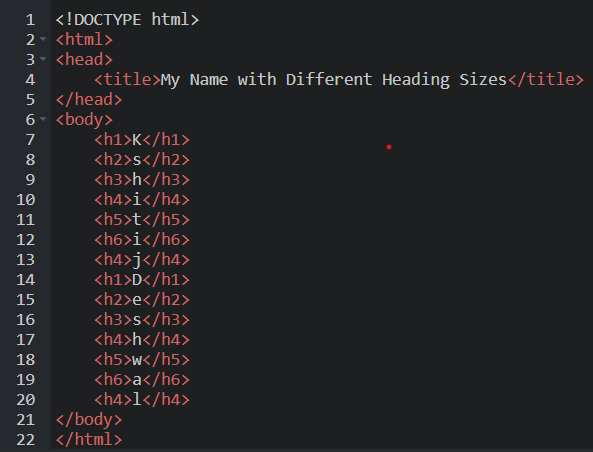 1 <!DOCTYPE html>
2 <html>
3 <head>
4     <title>My Name with Different Heading Sizes</title>
5 </head>
6 <body>
7     <h1>K</h1>
8     <h2>s</h2>
9     <h3>h</h3>
10     <h4>i</h4>
11     <h5>t</h5>
12     <h6>i</h6>
13     <h4>j</h4>
14     <h1>D</h1>
15     <h2>e</h2>
16     <h3>s</h3>
17     <h4>h</h4>
18     <h5>w</h5>
19     <h6>a</h6>
20     <h4>l</h4>
21 </body>
22 </html>